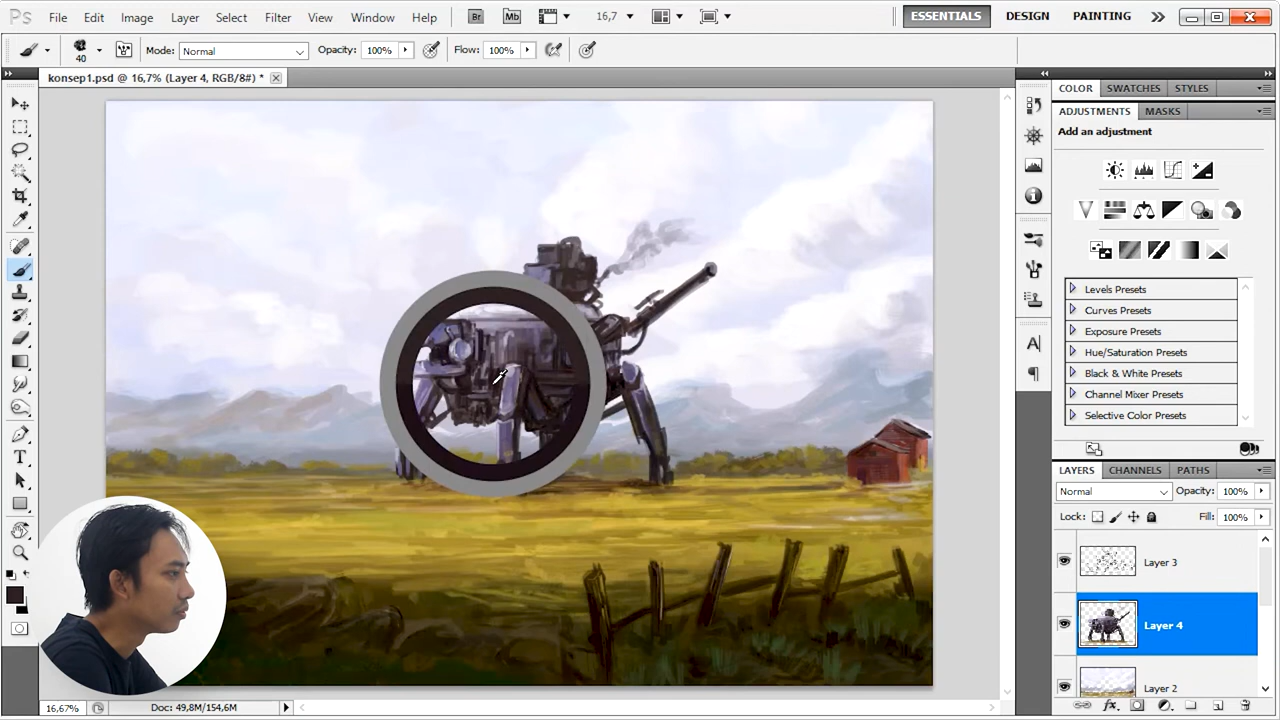 Ps File Edit Image Layer Select Filter View Window Help Br Mb 16,7 ESSENTIALS DESIGN PAINTING
40 Mode: Normal Opacity: 100% Flow: 100%
konsep1.psd @ 16,7% (Layer 4, RGB/8#) *
COLOR SWATCHES STYLES
ADJUSTMENTS MASKS
Add an adjustment
Levels Presets
Curves Presets
Exposure Presets
Hue/Saturation Presets
Black & White Presets
Channel Mixer Presets
Selective Color Presets
LAYERS CHANNELS PATHS
Normal Opacity: 100%
Lock: Fill: 100%
Layer 3
Layer 4
Layer 2
16,67% Doc: 49,8M/154,6M